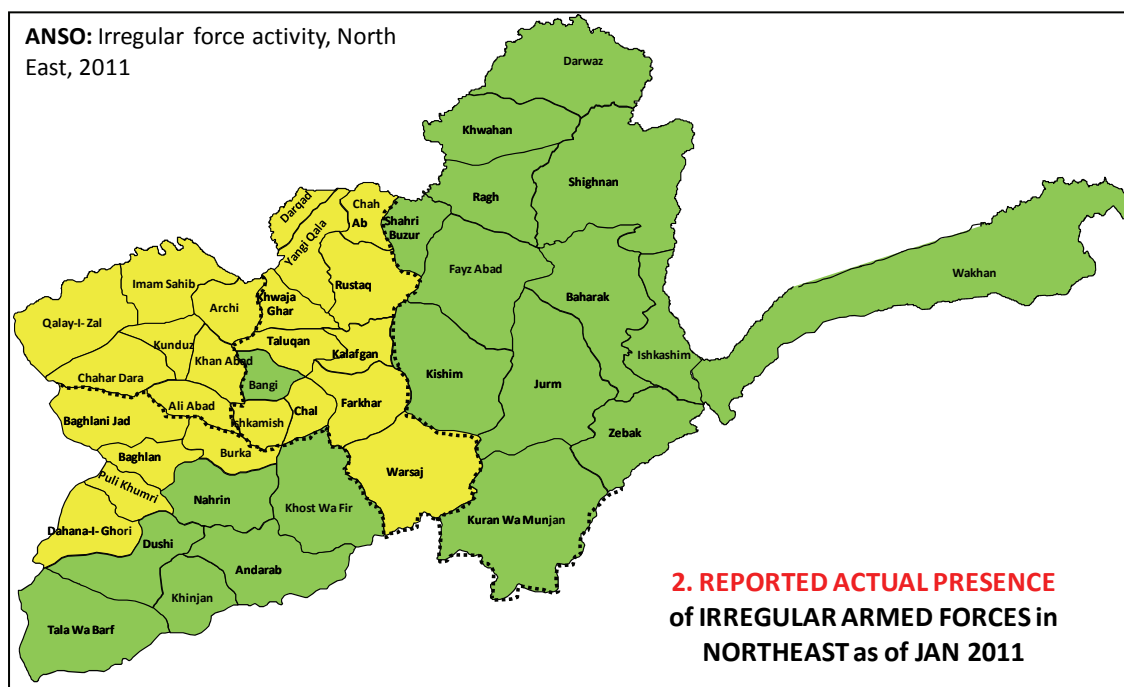 ANSO: Irregular force activity, North
East, 2011
Darwaz
Khwahan
Shighnan
Ragh
Darqad
Chah
Ab
Yangi Qala
Shahri
Buzur
Fayz Abad
Wakhan
Imam Sahib
Rustaq
Baharak
Archi
Khwaja
Ghar
Qalay-I- Zal
Kunduz
Taluqan
Kalafgan
Ishkashim
Khan Abad
Chahar Dara
Bangi
Kishim
Jurm
Ali Abad
Ishkamish
Chal
Farkhar
Baghlani Jad
Zebak
Burka
Baghlan
Warsaj
Puli Khumri
Nahrin
Khost Wa Fir
Kuran Wa Munjan
Dahana-I- Ghori
Dushi
Andarab
Khinjan
Tala Wa Barf
2. REPORTED ACTUAL PRESENCE
of IRREGULAR ARMED FORCES in
NORTHEAST as of JAN 2011